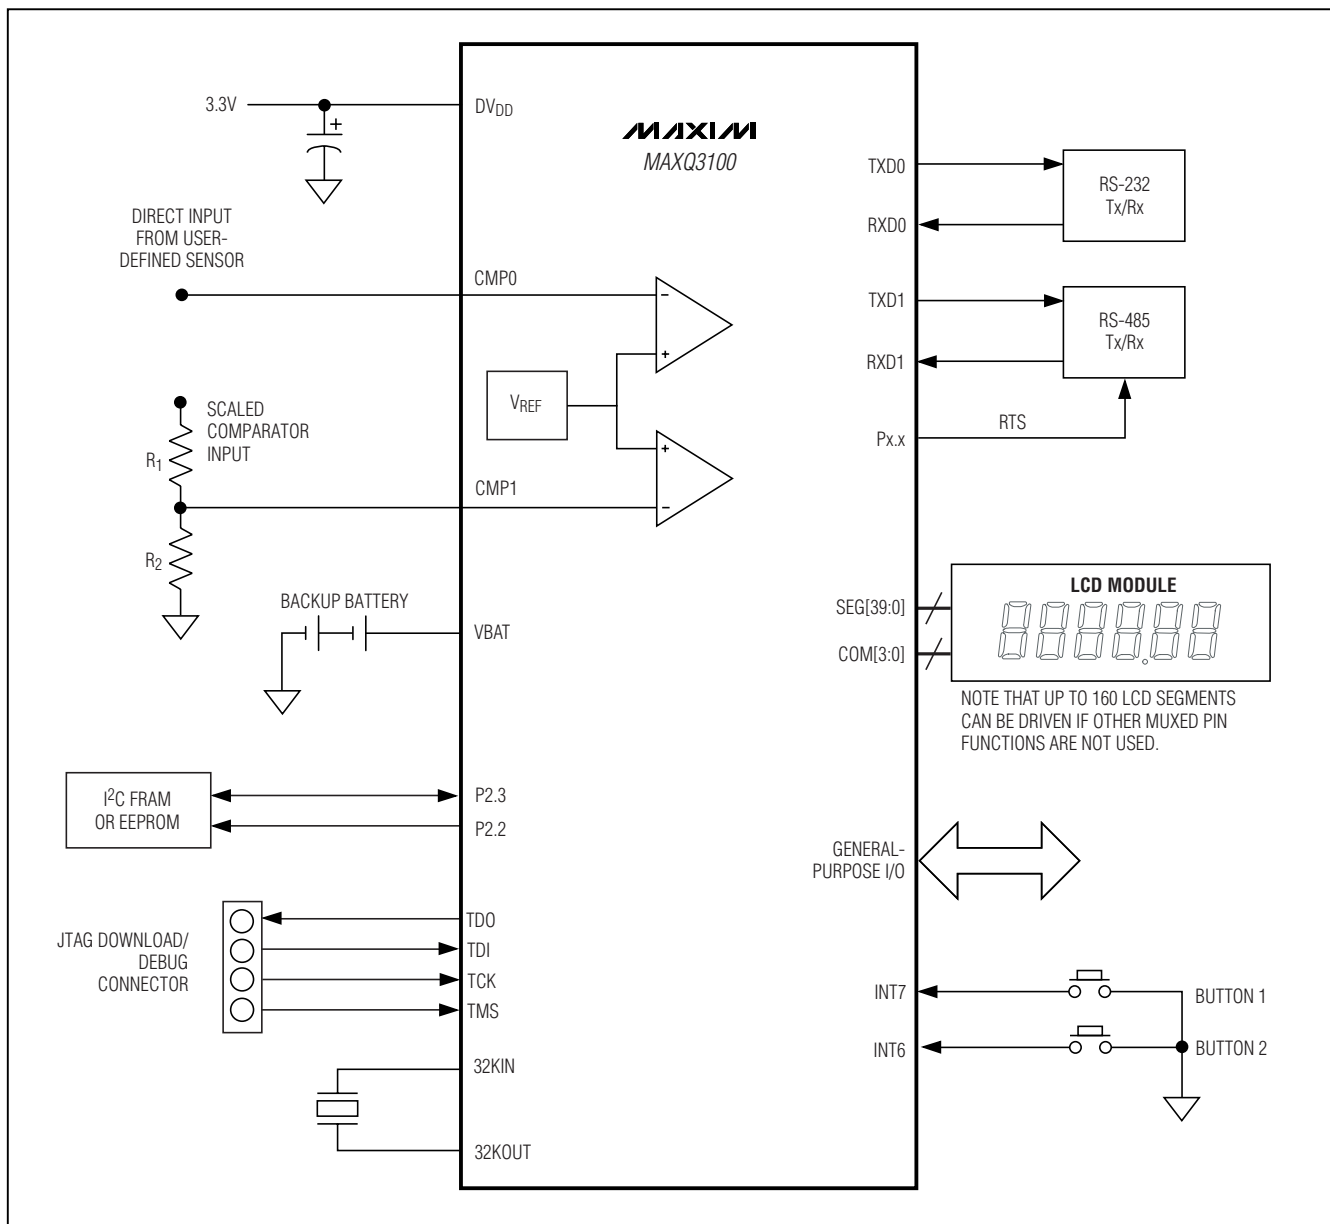 3.3V
DVDD
+
MAXIM
MAXQ3100
TXD0
RXD0
RS-232
Tx/Rx
DIRECT INPUT
FROM USER-
DEFINED SENSOR
CMP0
−
+
VREF
TXD1
RXD1
RS-485
Tx/Rx
Px.x
RTS
SCALED
COMPARATOR
INPUT
R1
+
−
CMP1
R2
BACKUP BATTERY
VBAT
SEG[39:0]
COM[3:0]
LCD MODULE
NOTE THAT UP TO 160 LCD SEGMENTS
CAN BE DRIVEN IF OTHER MUXED PIN
FUNCTIONS ARE NOT USED.
I2C FRAM
OR EEPROM
P2.3
P2.2
GENERAL-
PURPOSE I/O
JTAG DOWNLOAD/
DEBUG
CONNECTOR
TDO
TDI
TCK
TMS
INT7
BUTTON 1
INT6
BUTTON 2
32KIN
32KOUT